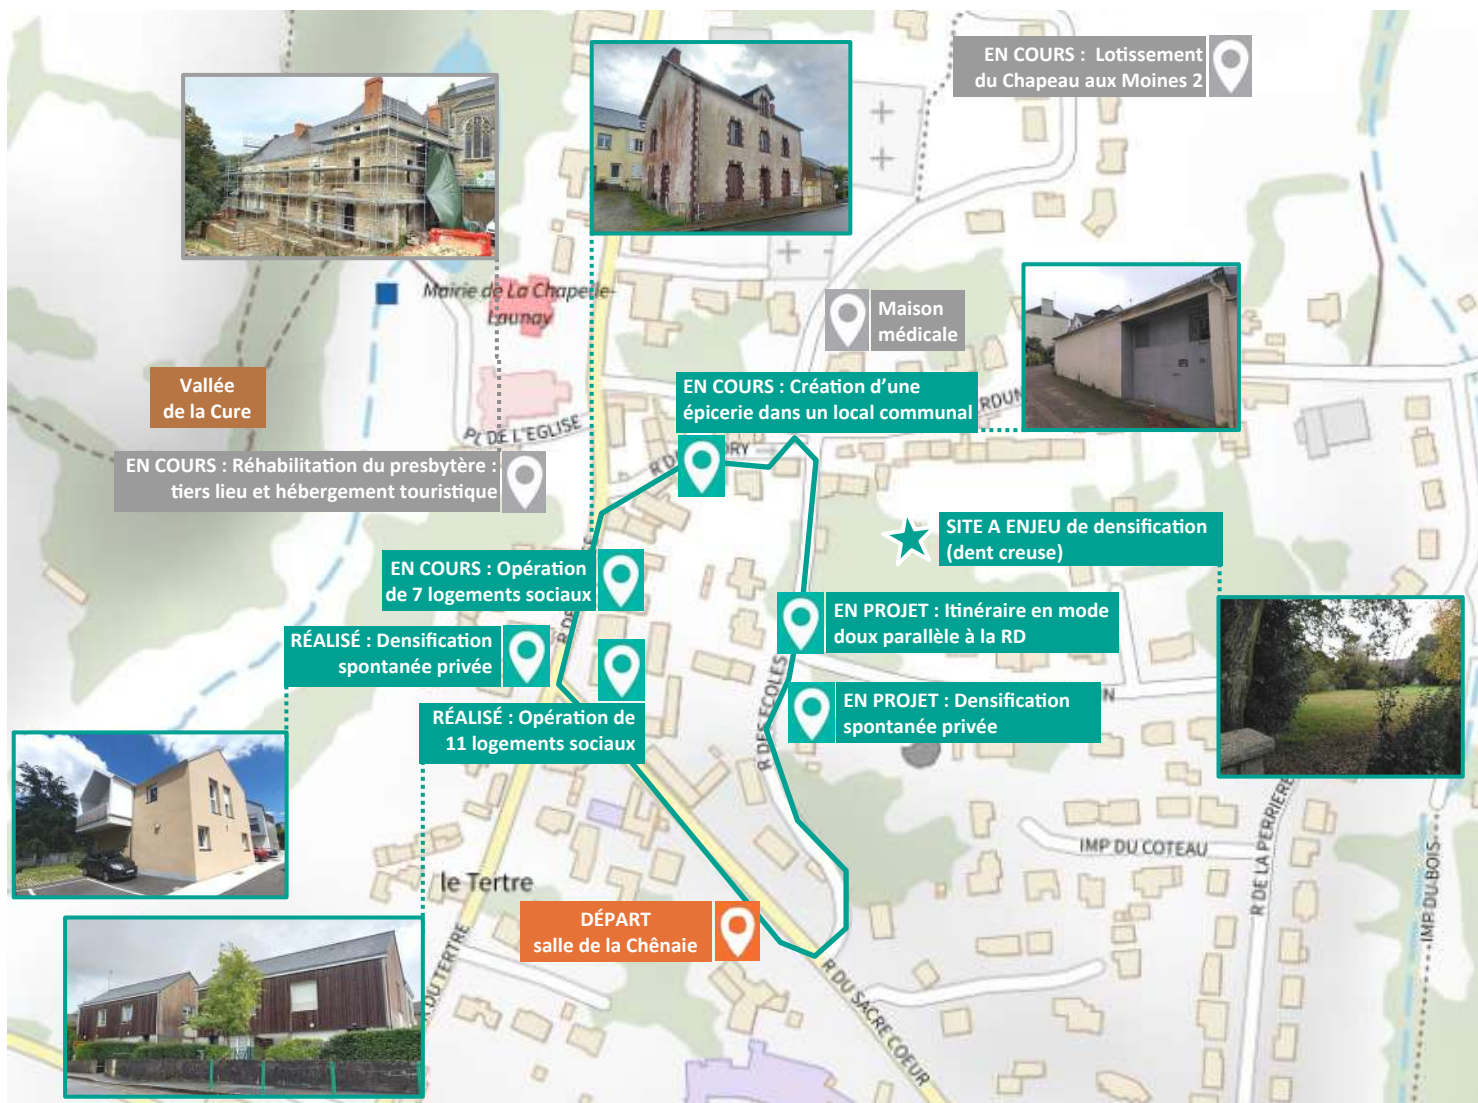 EN COURS : Lotissement
du Chapeau aux Moines 2
Mairie de La Chapelle-
Launay
Maison
médicale
Vallée
de la Cure
EN COURS : Création d'une
épicerie dans un local communal
PL DE L'EGLISE
EN COURS : Réhabilitation du presbytère :
tiers lieu et hébergement touristique
SITE A ENJEU de densification
(dent creuse)
EN COURS : Opération
de 7 logements sociaux
EN PROJET : Itinéraire en mode
doux parallèle à la RD
RÉALISÉ : Densification
spontanée privée
R DES ECOLES
EN PROJET : Densification
spontanée privée
RÉALISÉ : Opération de
11 logements sociaux
IMP DU COTEAU
R DE LA PERRIERE
IMP DU BOIS
le Tertre
DÉPART
salle de la Chênaie
R DU TERTRE
R DU SACRE COEUR